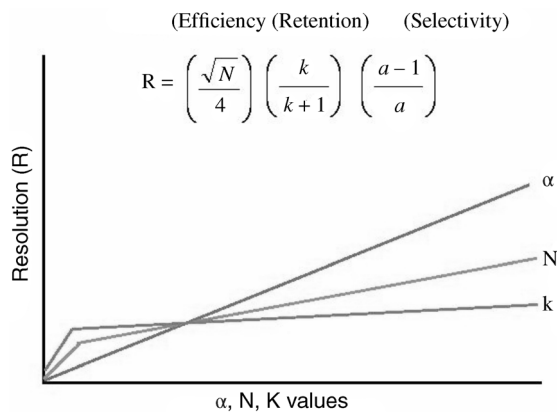 (Efficiency (Retention) (Selectivity)
R = (√N / 4) (k / k + 1) (a − 1 / a)
Resolution (R)
α
N
k
α, N, K values